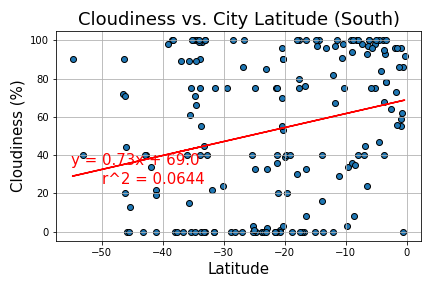 Cloudiness vs. City Latitude (South)
Cloudiness (%)
100
80
60
40
20
0
y = 0.73x + 69.0
r^2 = 0.0644
−50
−40
−30
−20
−10
0
Latitude